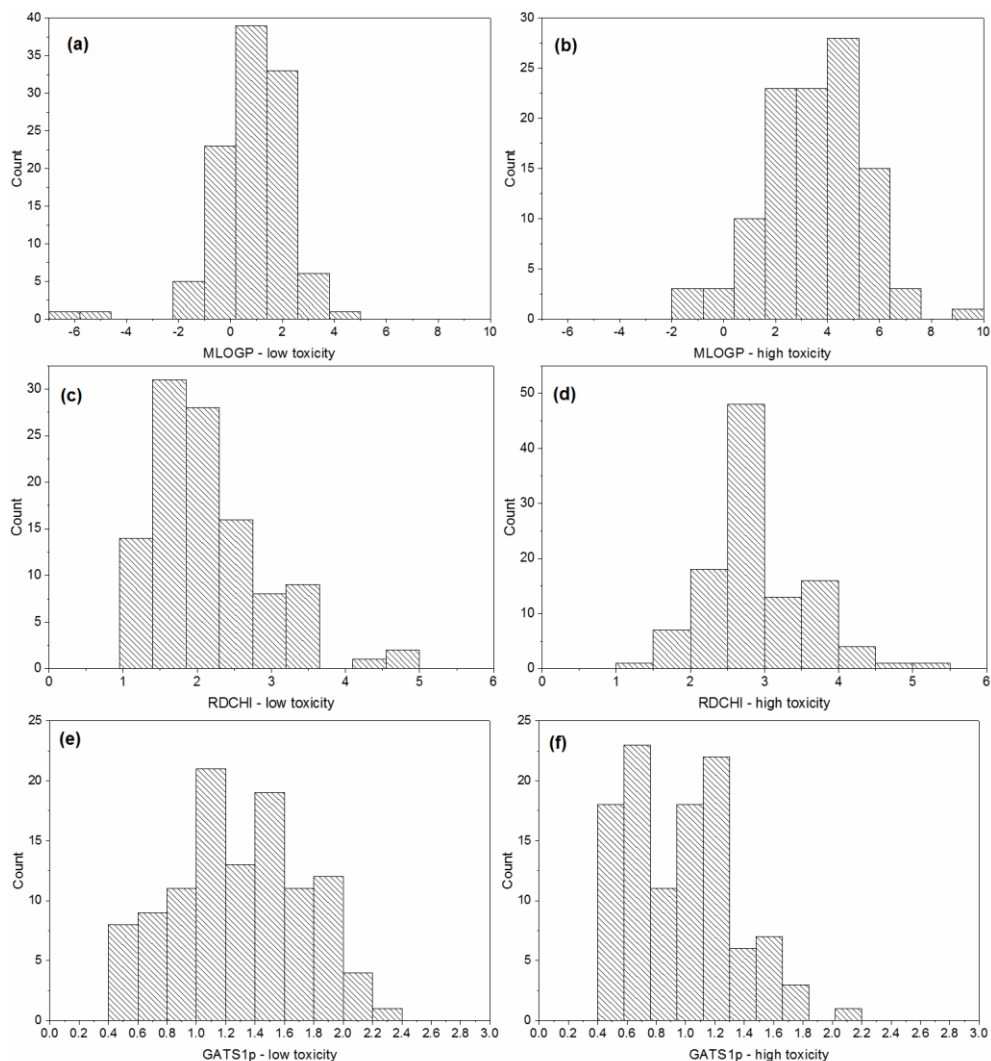 (a)
40
35
30
25
20
15
10
5
0
Count
-6 -4 -2 0 2 4 6 8 10
MLOGP - low toxicity
(b)
30
25
20
15
10
5
0
Count
-6 -4 -2 0 2 4 6 8 10
MLOGP - high toxicity
(c)
30
25
20
15
10
5
0
Count
0 1 2 3 4 5 6
RDCHI - low toxicity
(d)
50
40
30
20
10
0
Count
0 1 2 3 4 5 6
RDCHI - high toxicity
(e)
25
20
15
10
5
0
Count
0.0 0.2 0.4 0.6 0.8 1.0 1.2 1.4 1.6 1.8 2.0 2.2 2.4 2.6 2.8 3.0
GATS1p - low toxicity
(f)
25
20
15
10
5
0
Count
0.0 0.2 0.4 0.6 0.8 1.0 1.2 1.4 1.6 1.8 2.0 2.2 2.4 2.6 2.8 3.0
GATS1p - high toxicity